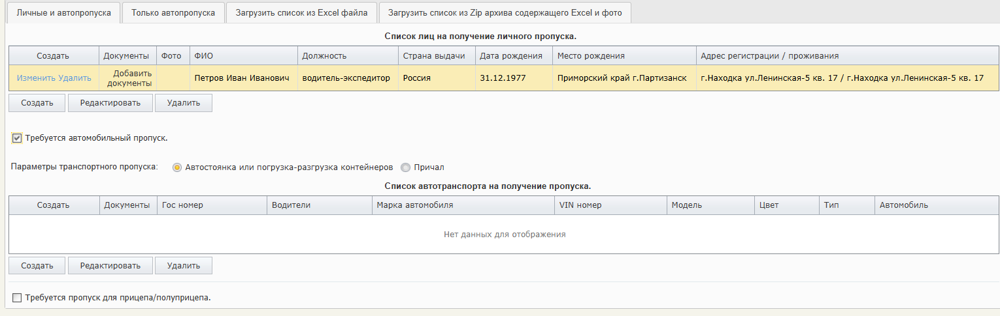 Личные и автопропуска Только автопропуска Загрузить список из Excel файла Загрузить список из Zip архива содержащего Excel и фото
Список лиц на получение личного пропуска.
Создать Документы Фото ФИО Должность Страна выдачи Дата рождения Место рождения Адрес регистрации / проживания
Изменить Удалить Добавить документы Петров Иван Иванович водитель-экспедитор Россия 31.12.1977 Приморский край г.Партизанск г.Находка ул.Ленинская-5 кв. 17 / г.Находка ул.Ленинская-5 кв. 17
Создать Редактировать Удалить
Требуется автомобильный пропуск.
Параметры транспортного пропуска: Автостоянка или погрузка-разгрузка контейнеров Причал
Список автотранспорта на получение пропуска.
Создать Документы Гос номер Водители Марка автомобиля VIN номер Модель Цвет Тип Автомобиль
Нет данных для отображения
Создать Редактировать Удалить
Требуется пропуск для прицепа/полуприцепа.